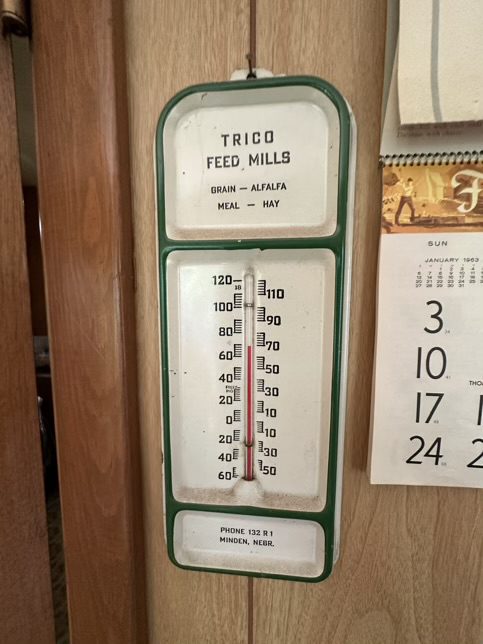 TRICO
FEED MILLS
GRAIN — ALFALFA
MEAL — HAY
120
110
100
90
80
70
60
50
40
30
20
10
0
10
20
30
40
50
60
PHONE 132 R 1
MINDEN, NEBR.
SUN
JANUARY 1963
3
10
17
24